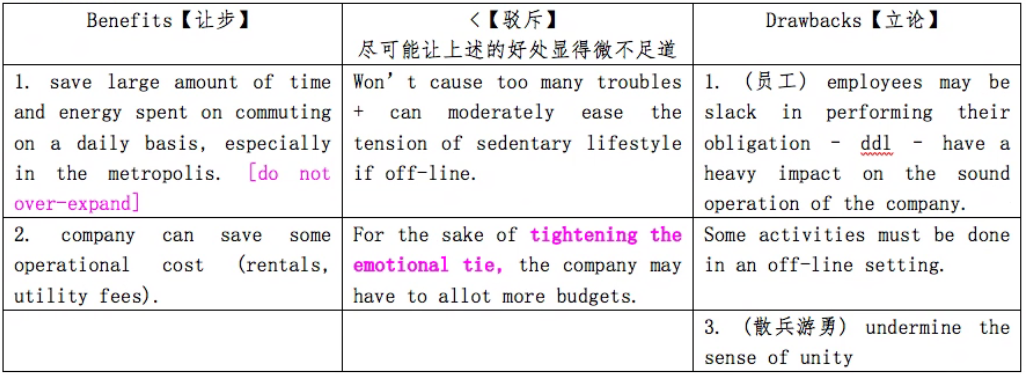 Benefits【让步】
<【驳斥】
尽可能让上述的好处显得微不足道
Drawbacks【立论】
1. save large amount of time
and energy spent on commuting
on a daily basis, especially
in the metropolis. [do not
over-expand]
Won't cause too many troubles
+ can moderately ease the
tension of sedentary lifestyle
if off-line.
1. (员工) employees may be
slack in performing their
obligation - ddl - have a
heavy impact on the sound
operation of the company.
2. company can save some
operational cost (rentals,
utility fees).
For the sake of tightening the
emotional tie, the company may
have to allot more budgets.
Some activities must be done
in an off-line setting.
3. (散兵游勇) undermine the
sense of unity